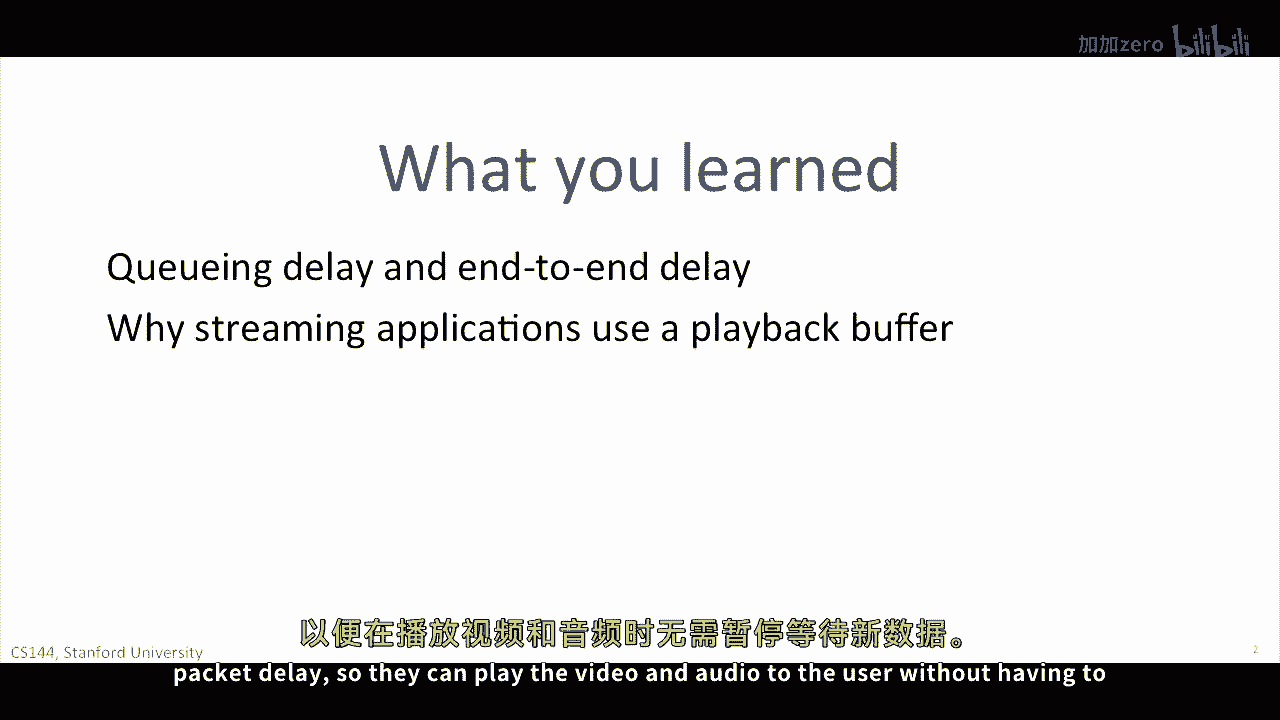 加加zero bilibili
What you learned
Queueing delay and end-to-end delay
Why streaming applications use a playback buffer
以便在播放视频和音频时无需暂停等待新数据。
CS144, Stanford University
2
packet delay, so they can play the video and audio to the user without having to